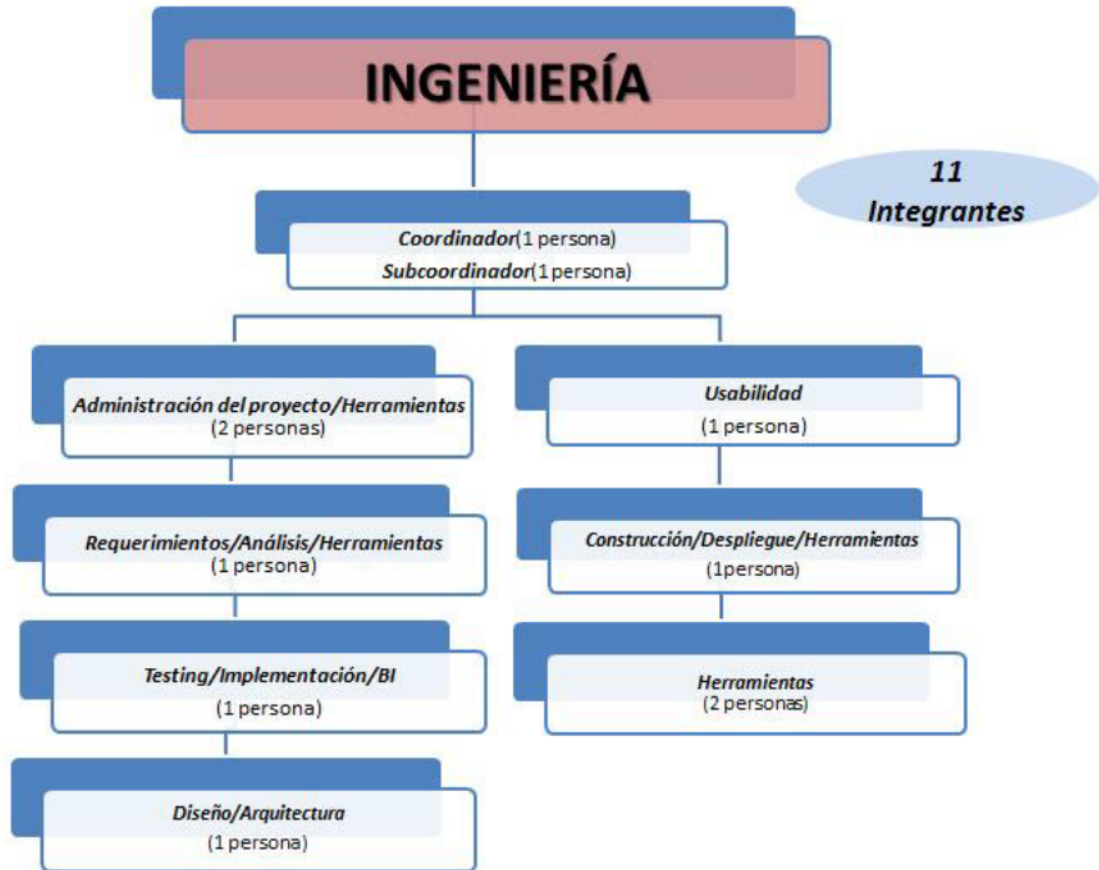 INGENIERÍA
11
Integrantes
Coordinador(1 persona)
Subcoordinador(1 persona)
Administración del proyecto/Herramientas
(2 personas)
Usabilidad
(1 persona)
Requerimientos/Análisis/Herramientas
(1 persona)
Construcción/Despliegue/Herramientas
(1persona)
Testing/Implementación/BI
(1 persona)
Herramientas
(2 personas)
Diseño/Arquitectura
(1 persona)